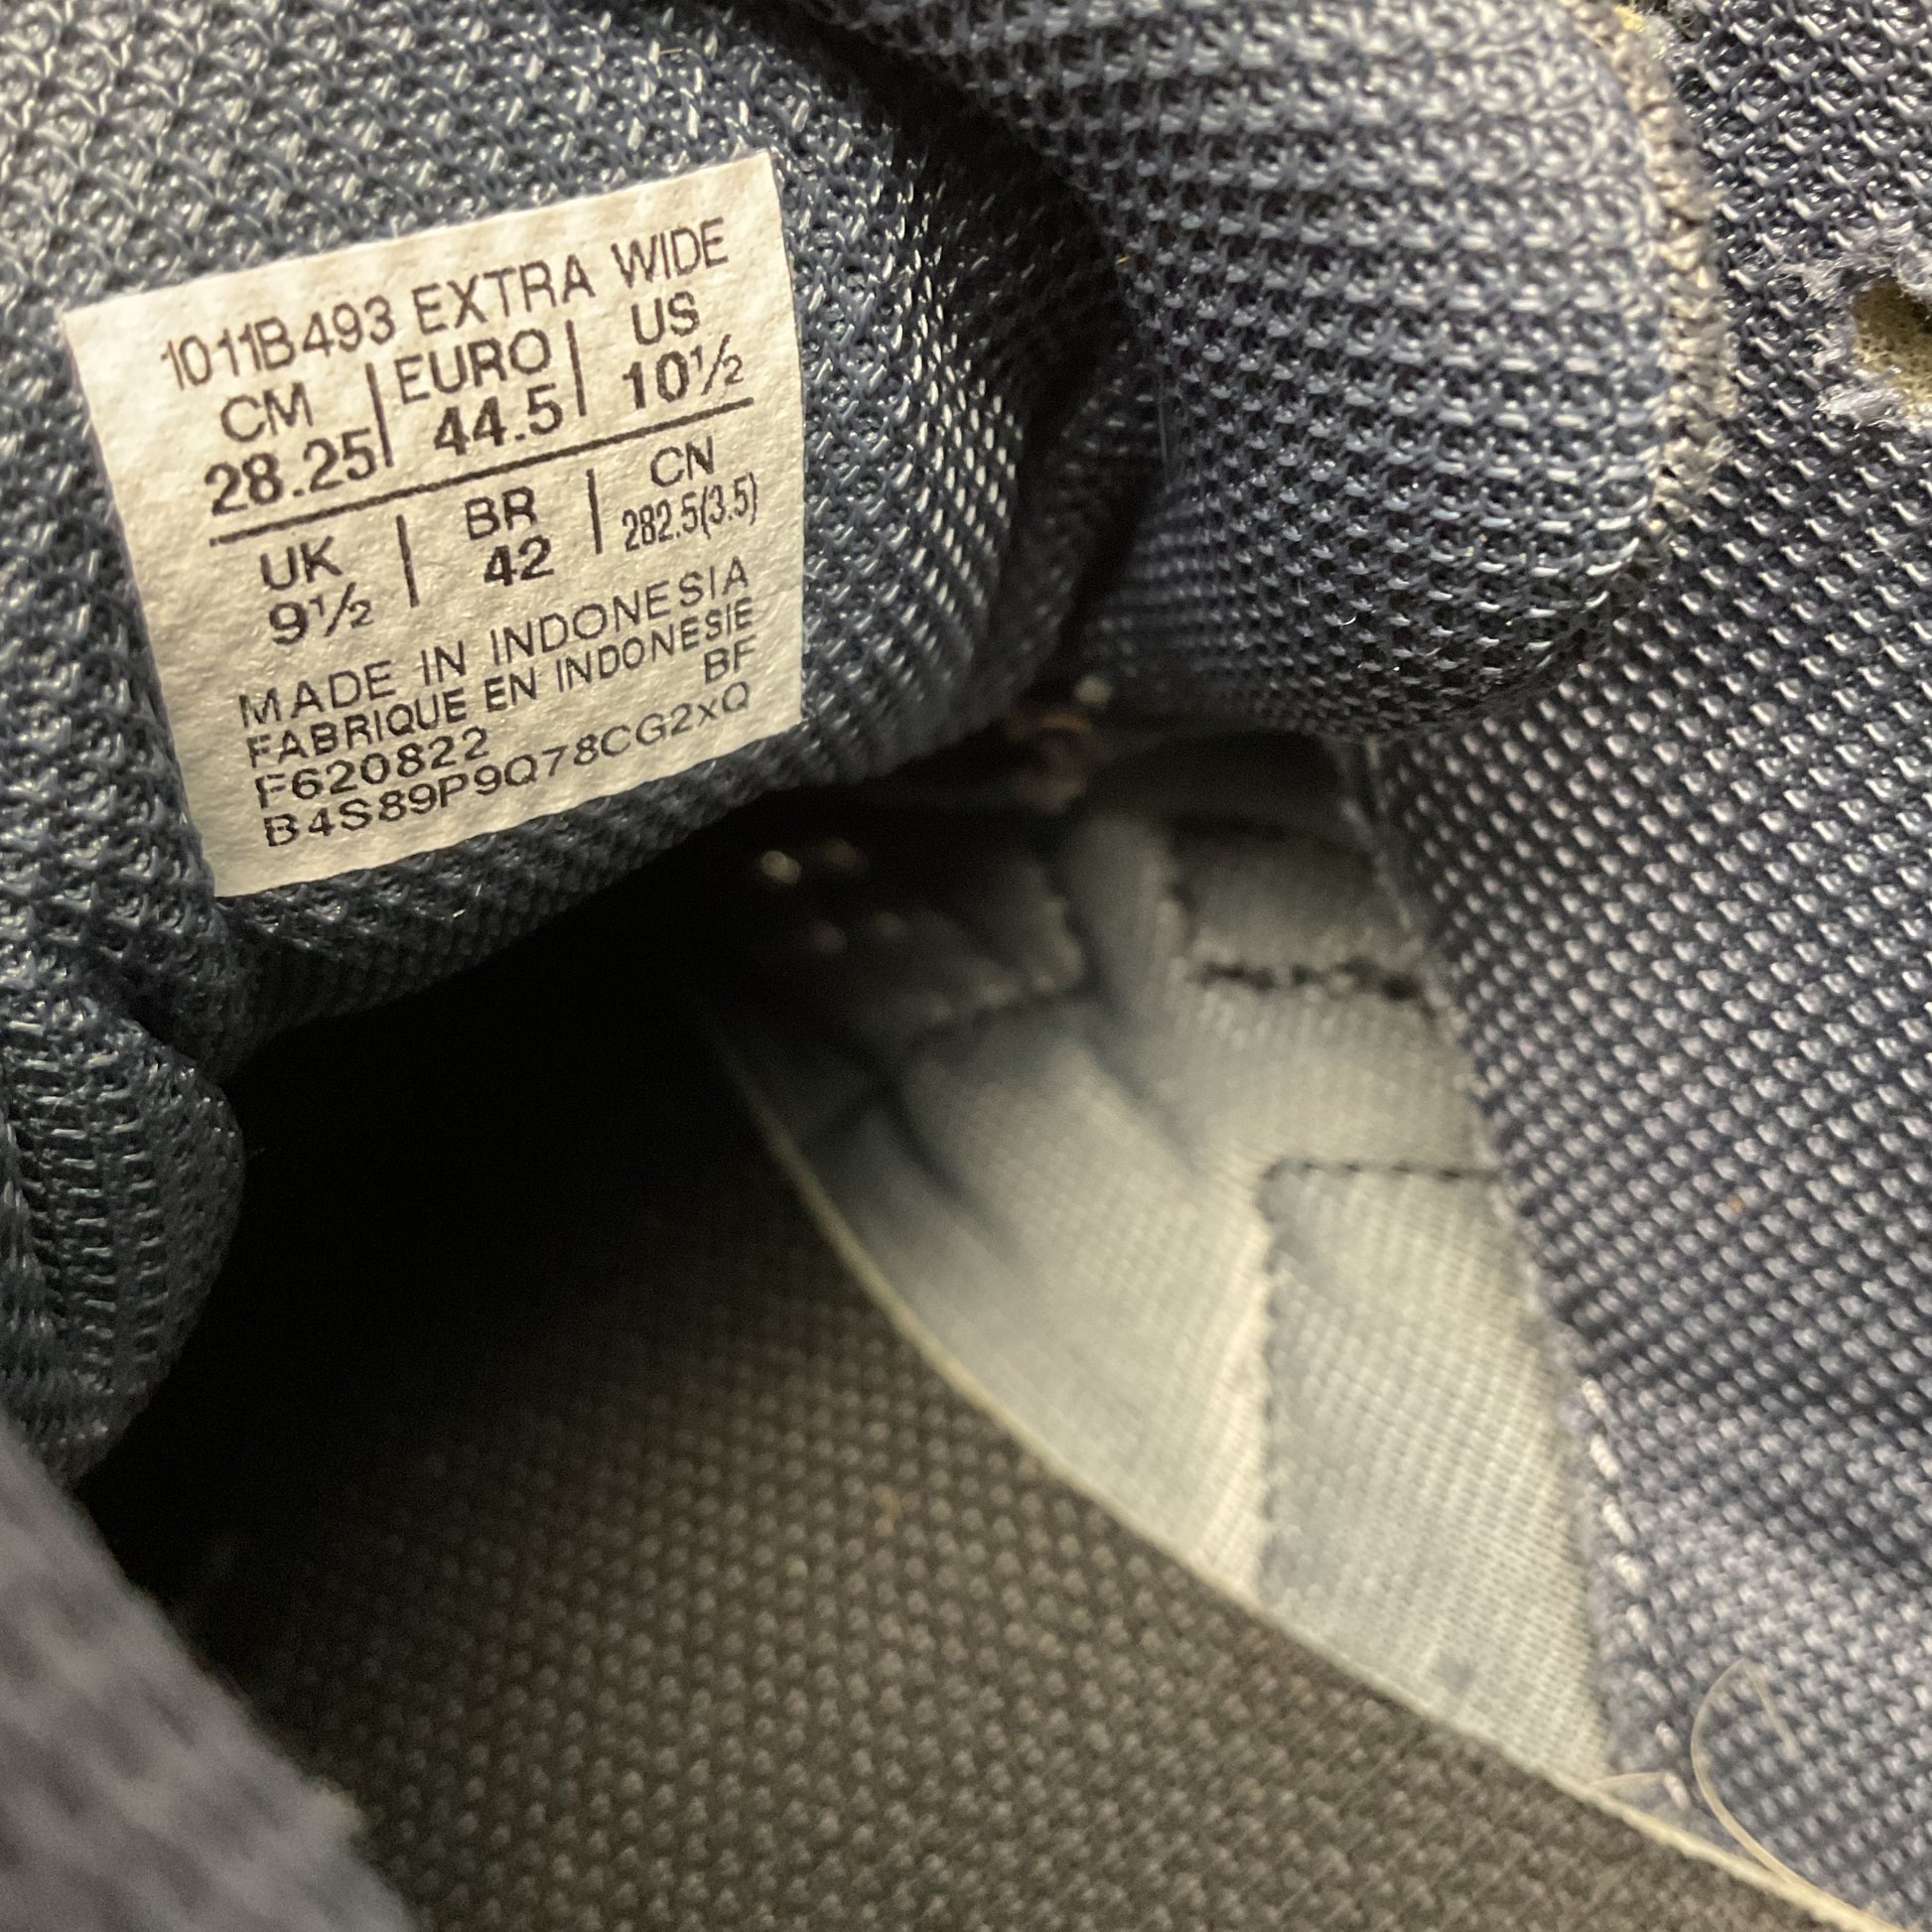 1011B493 EXTRA WIDE
CM | EURO | US
28.25 | 44.5 | 10½
UK | BR | CN
9½ | 42 | 282.5(3.5)
MADE IN INDONESIA
FABRIQUE EN INDONESIE
F620822 BF
B4S89P9Q78CG2xQ